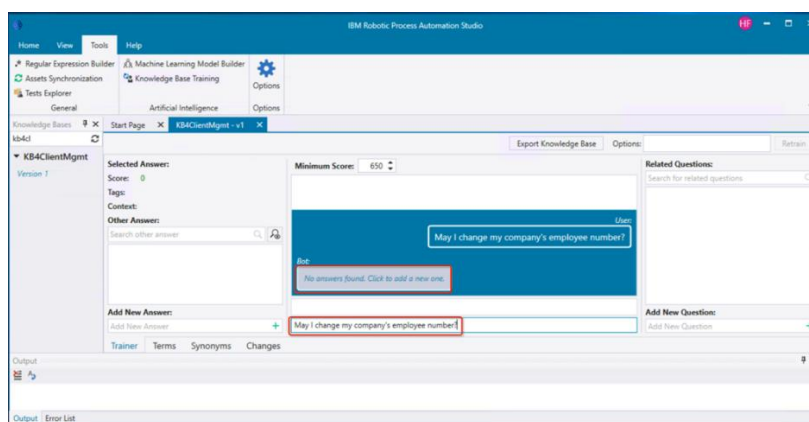 IBM Robotic Process Automation Studio
HF
Home View Tools Help
Regular Expression Builder
Machine Learning Model Builder
Assets Synchronization
Knowledge Base Training
Tests Explorer
Options
General Artificial Intelligence Options
Knowledge Bases
Start Page KB4ClientMgmt - v1
kb4cl
Export Knowledge Base Options: Retrain
KB4ClientMgmt
Version 1
Selected Answer:
Score: 0
Tags:
Context:
Other Answer:
Search other answer
Add New Answer:
Add New Answer
Minimum Score: 650
User:
May I change my company's employee number?
Bot:
No answers found. Click to add a new one.
May I change my company's employee number?
Related Questions:
Search for related questions
Add New Question:
Add New Question
Trainer Terms Synonyms Changes
Output
Output Error List